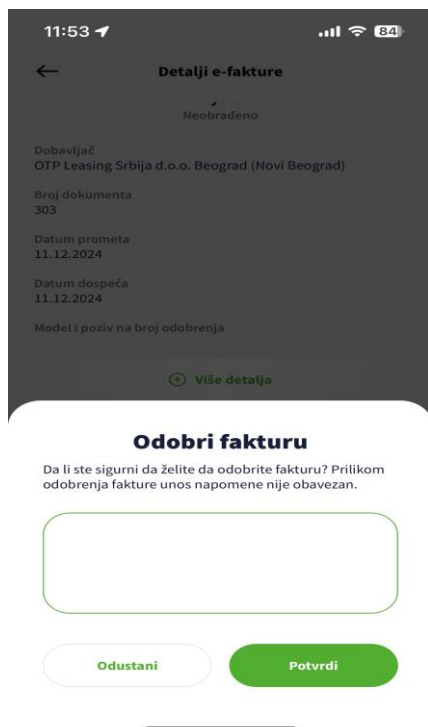 11:53
84
Detalji e-fakture
Neobrađeno
Dobavljač
OTP Leasing Srbija d.o.o. Beograd (Novi Beograd)
Broj dokumenta
303
Datum prometa
11.12.2024
Datum dospeća
11.12.2024
Model i poziv na broj odobrenja
Više detalja
Odobri fakturu
Da li ste sigurni da želite da odobrite fakturu? Prilikom
odobrenja fakture unos napomene nije obavezan.
Odustani Potvrdi